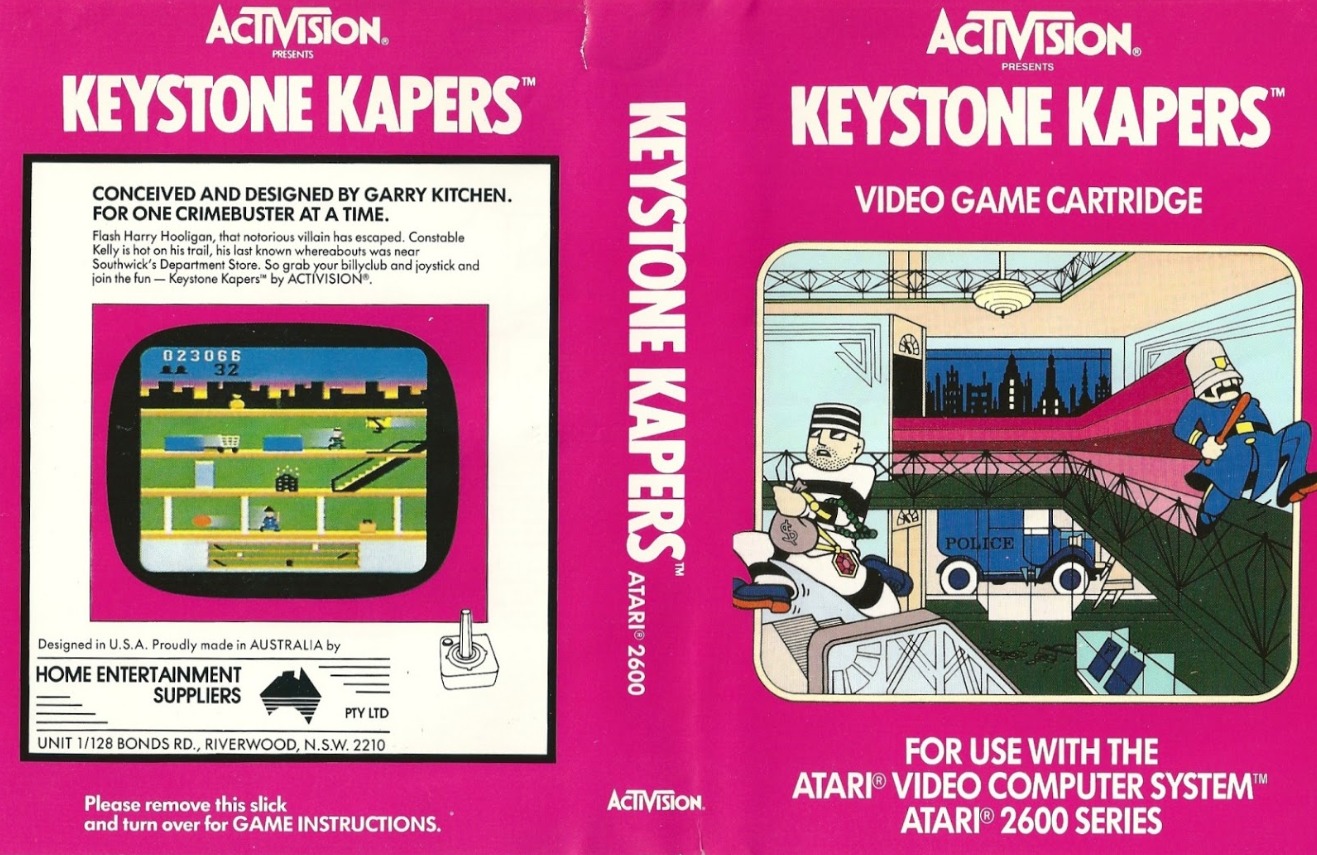 ACTIVISION®
PRESENTS
KEYSTONE KAPERS™
CONCEIVED AND DESIGNED BY GARRY KITCHEN.
FOR ONE CRIMEBUSTER AT A TIME.
Flash Harry Hooligan, that notorious villain has escaped. Constable
Kelly is hot on his trail, his last known whereabouts was near
Southwick's Department Store. So grab your billyclub and joystick and
join the fun — Keystone Kapers™ by ACTIVISION®.
023066
32
Designed in U.S.A. Proudly made in AUSTRALIA by
HOME ENTERTAINMENT
SUPPLIERS
PTY LTD
UNIT 1/128 BONDS RD., RIVERWOOD, N.S.W. 2210
Please remove this slick
and turn over for GAME INSTRUCTIONS.
KEYSTONE KAPERS™ ATARI® 2600
ACTIVISION®
ACTIVISION®
PRESENTS
KEYSTONE KAPERS™
VIDEO GAME CARTRIDGE
$
POLICE
FOR USE WITH THE
ATARI® VIDEO COMPUTER SYSTEM™
ATARI® 2600 SERIES